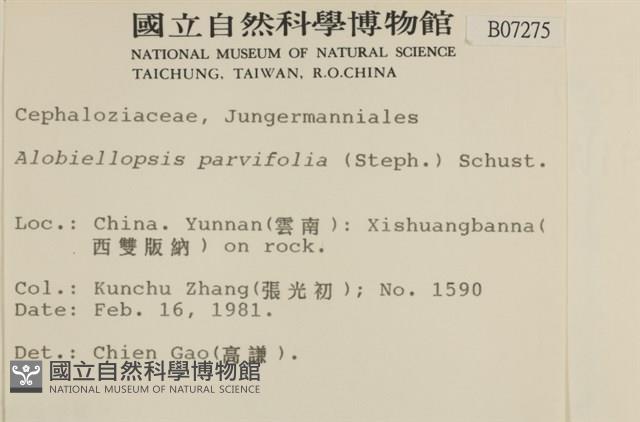 國立自然科學博物館
B07275
NATIONAL MUSEUM OF NATURAL SCIENCE
TAICHUNG, TAIWAN, R.O.CHINA
Cephaloziaceae, Jungermanniales
Alobiellopsis parvifolia (Steph.) Schust.
Loc.: China. Yunnan(雲南): Xishuangbanna(
西雙版納) on rock.
Col.: Kunchu Zhang(張光初); No. 1590
Date: Feb. 16, 1981.
Det.: Chien Gao(高謙).
國立自然科學博物館
NATIONAL MUSEUM OF NATURAL SCIENCE